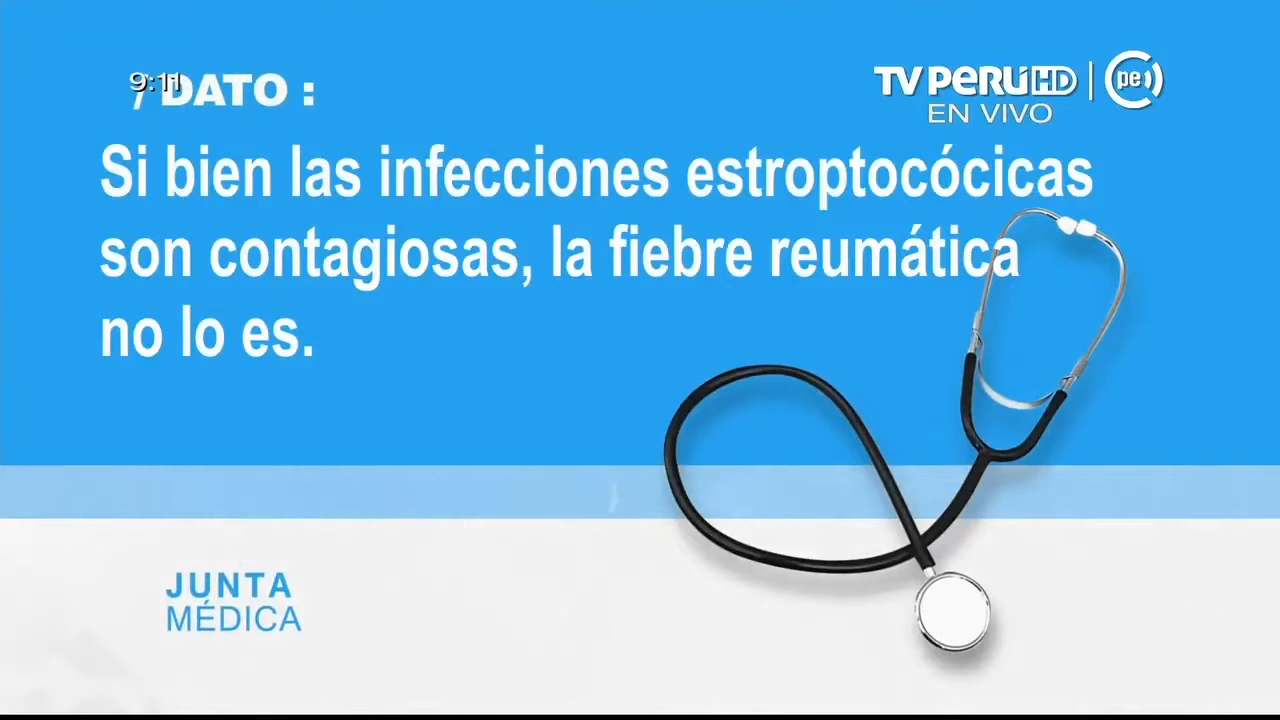 9:11
/ DATO :
TV PERÚ HD
pe
EN VIVO
Si bien las infecciones estroptocócicas
son contagiosas, la fiebre reumática
no lo es.
JUNTA
MÉDICA